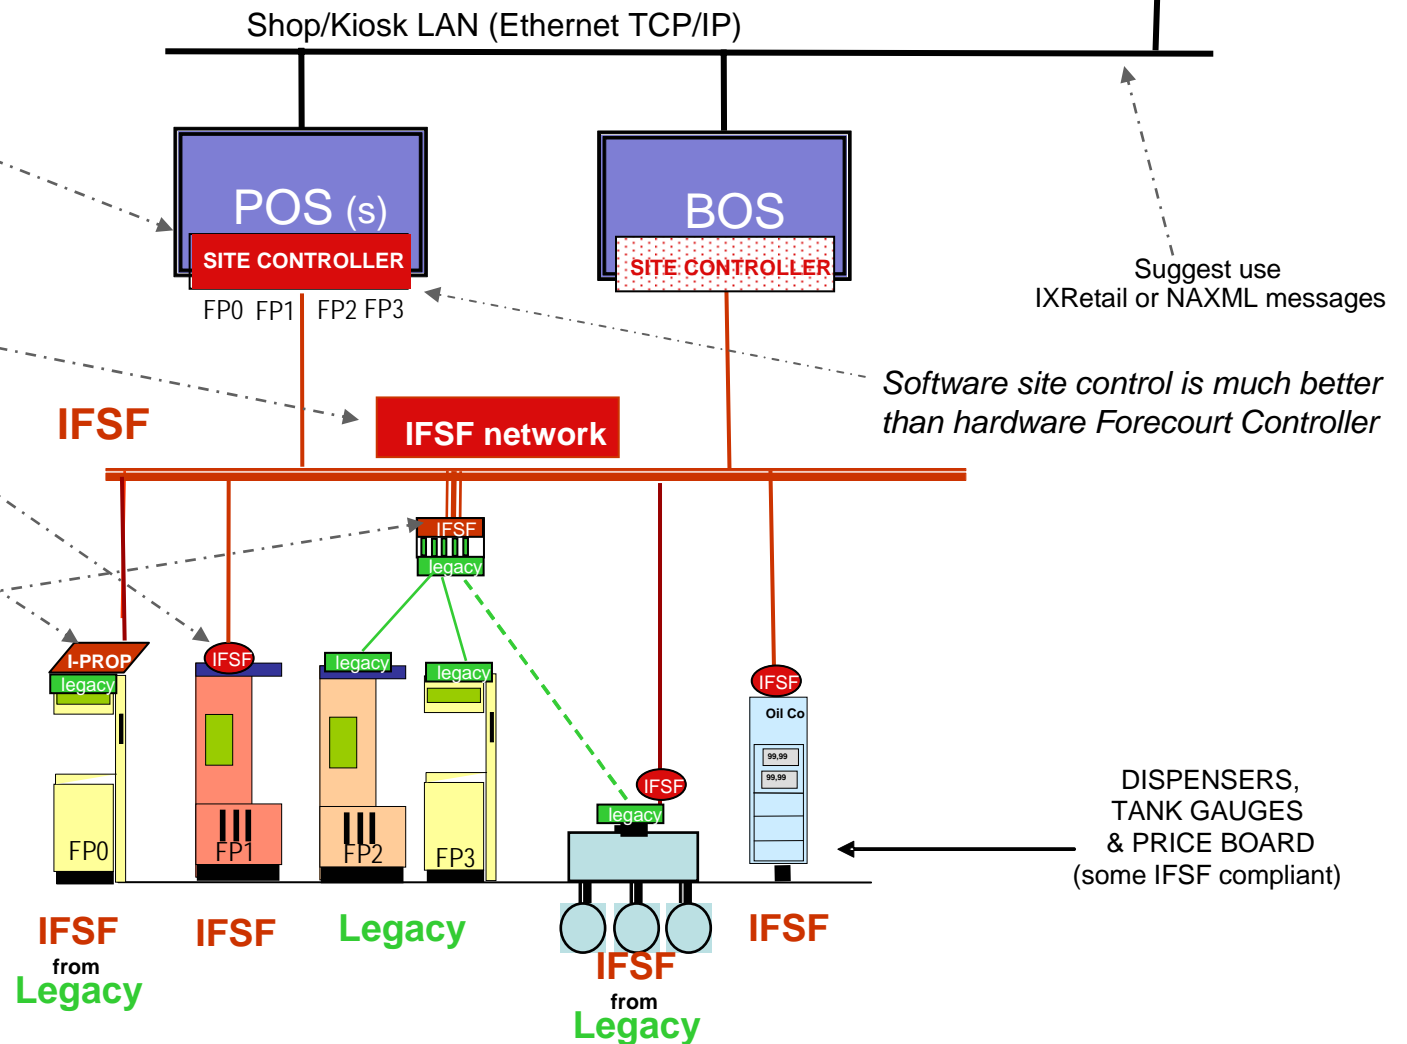 Shop/Kiosk LAN (Ethernet TCP/IP)
POS (s)
SITE CONTROLLER
FP0 FP1 FP2 FP3
BOS
SITE CONTROLLER
Suggest use
IXRetail or NAXML messages
Software site control is much better
than hardware Forecourt Controller
IFSF
IFSF network
IFSF
legacy
I-PROP
legacy
IFSF
legacy
legacy
IFSF
legacy
IFSF
Oil Co
99,99
99,99
FP0
FP1
FP2
FP3
DISPENSERS,
TANK GAUGES
& PRICE BOARD
(some IFSF compliant)
IFSF
from
Legacy
IFSF
Legacy
IFSF
from
Legacy
IFSF